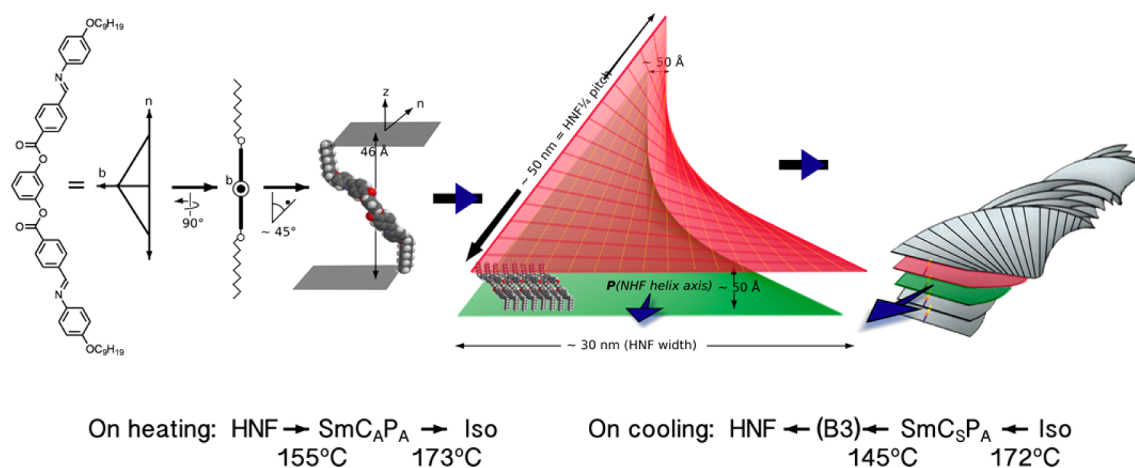 OC₉H₁₉
N
O
O
n
b
O
O
N
OC₉H₁₉
90°
O
b
O
~ 45°
z
n
46 Å
~ 50 nm = HNF¼ pitch
~ 50 Å
P(NHF helix axis)
~ 50 Å
~ 30 nm (HNF width)
On heating: HNF → SmCₐPₐ → Iso
155°C 173°C
On cooling: HNF ← (B3) ← SmCₛPₐ ← Iso
145°C 172°C